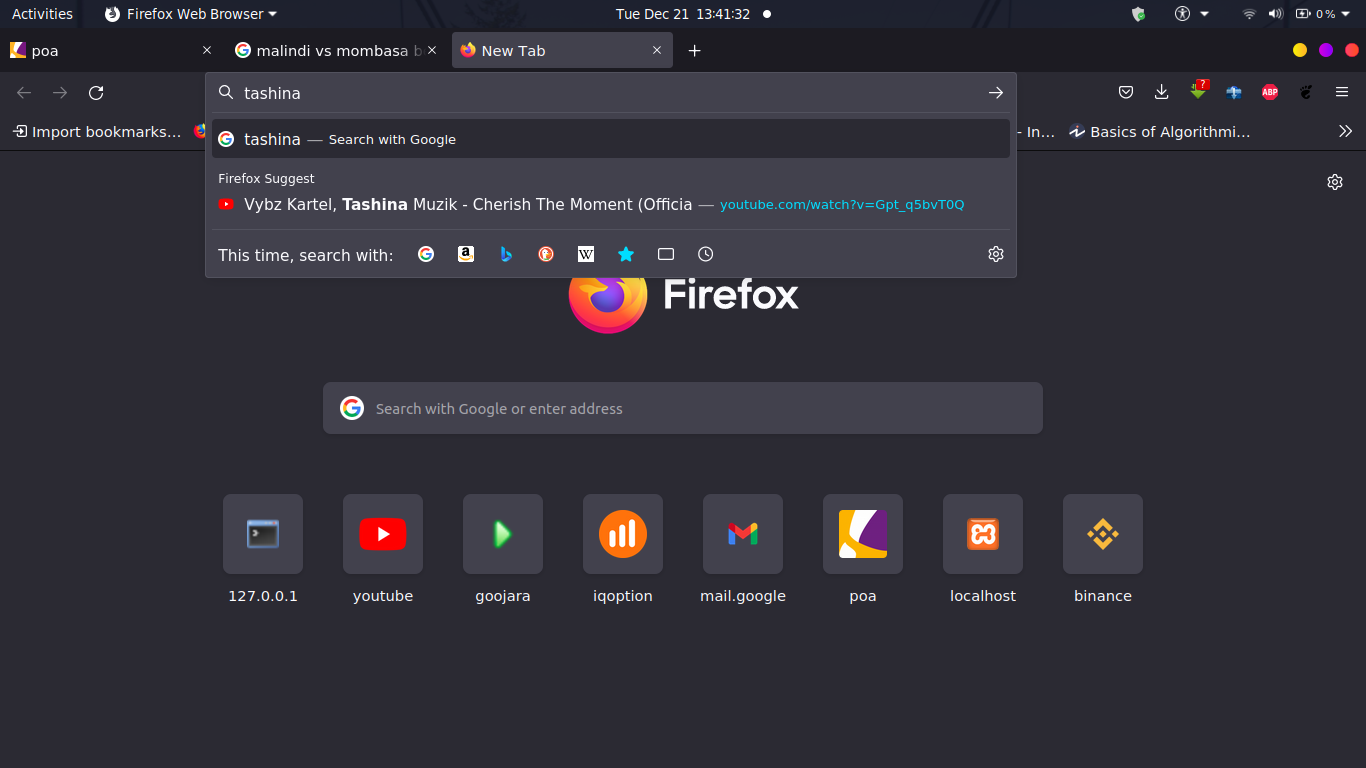 Activities Firefox Web Browser Tue Dec 21 13:41:32 0 %
poa malindi vs mombasa b New Tab
tashina ? ABP
Import bookmarks... - In... Basics of Algorithmi...
tashina — Search with Google
Firefox Suggest
Vybz Kartel, Tashina Muzik - Cherish The Moment (Officia — youtube.com/watch?v=Gpt_q5bvT0Q
This time, search with: a W
Firefox
Search with Google or enter address
127.0.0.1 youtube goojara iqoption mail.google poa localhost binance